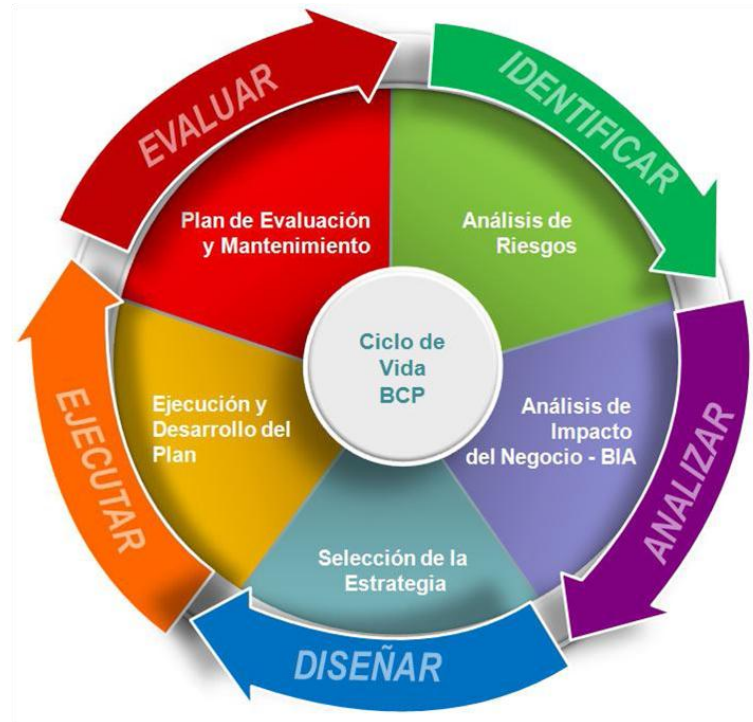 IDENTIFICAR
Análisis de
Riesgos
ANALIZAR
Análisis de
Impacto
del Negocio - BIA
DISEÑAR
Selección de la
Estrategia
EJECUTAR
Ejecución y
Desarrollo del
Plan
EVALUAR
Plan de Evaluación
y Mantenimiento
Ciclo de
Vida
BCP